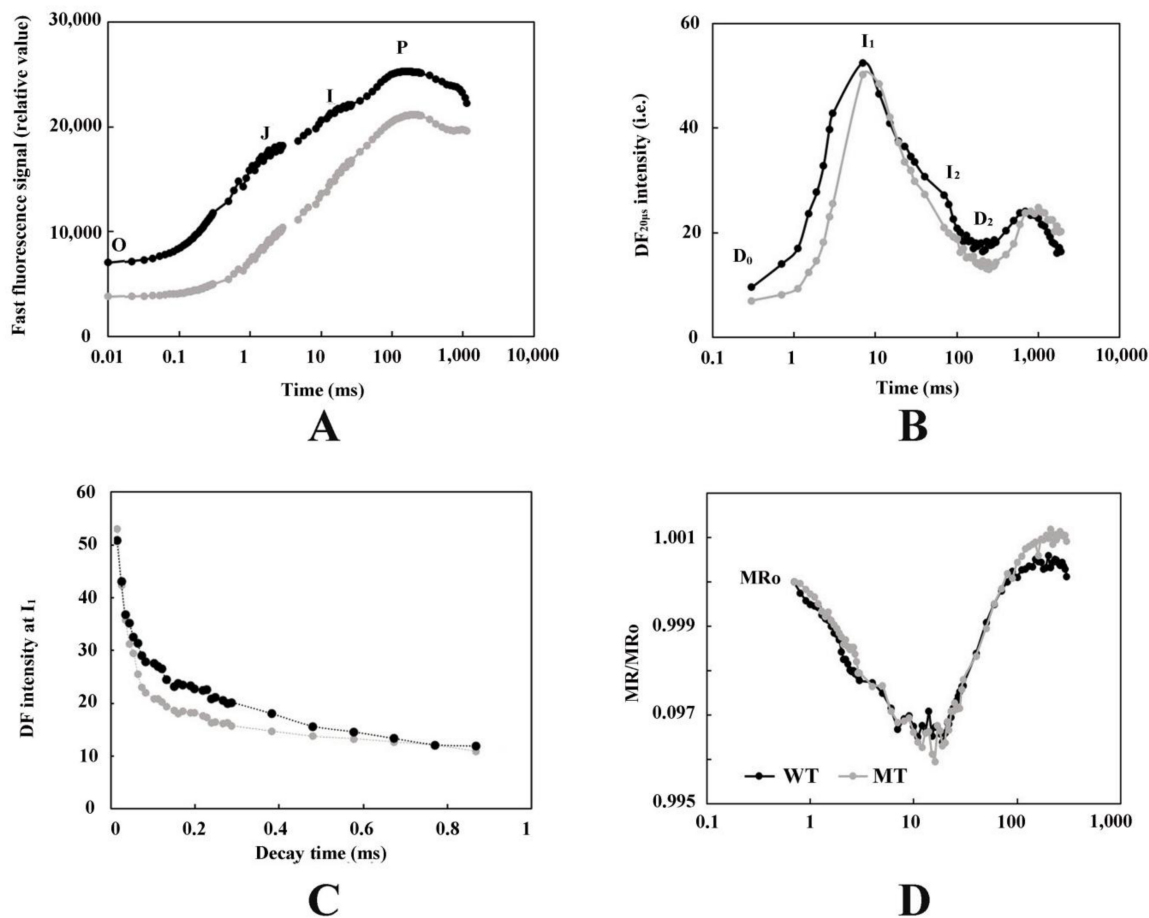 30,000
20,000
10,000
0
Fast fluorescence signal (relative value)
O
J
I
P
0.01 0.1 1 10 100 1,000 10,000
Time (ms)
A
60
40
20
0
DF20μs intensity (i.e.)
D0
I1
I2
D2
0.1 1 10 100 1,000 10,000
Time (ms)
B
60
50
40
30
20
10
0
DF intensity at I1
0 0.2 0.4 0.6 0.8 1
Decay time (ms)
C
1.001
0.999
0.097
0.995
MR/MRo
MRo
WT MT
0.1 1 10 100 1,000
D